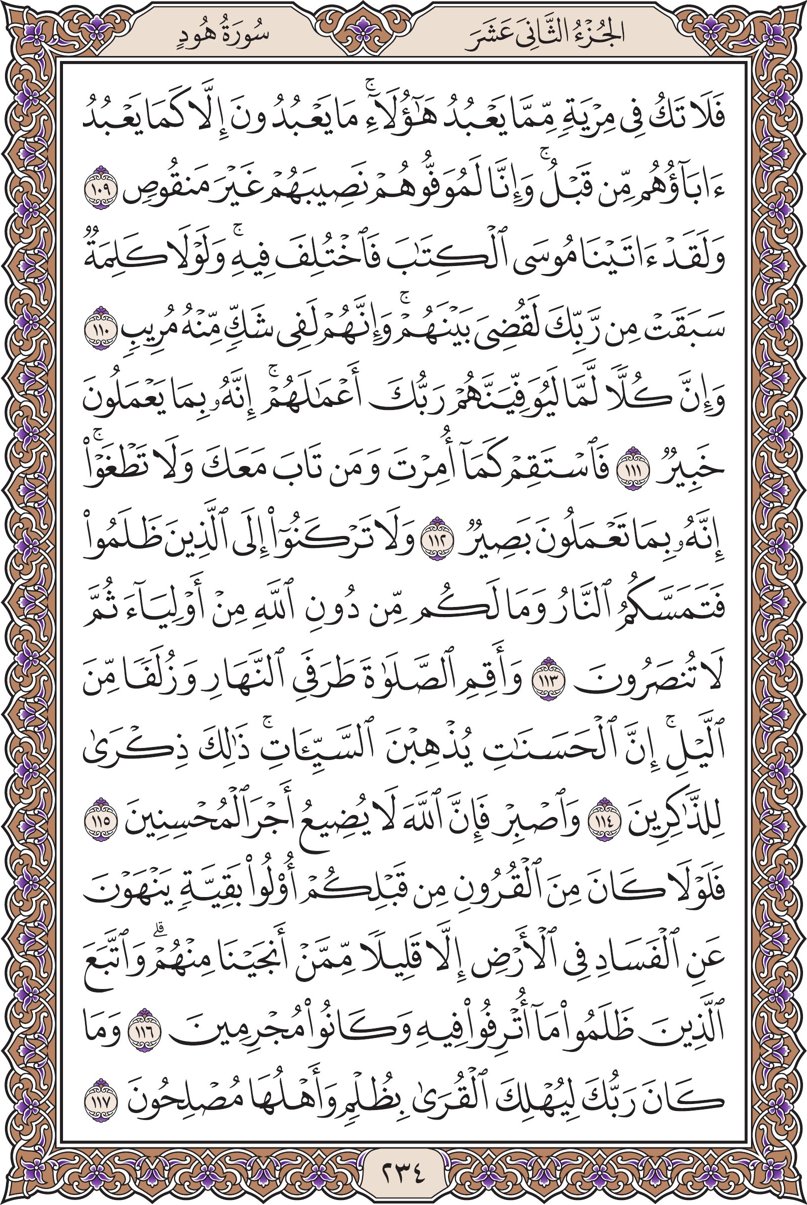 الجُزْءُ الثَّانِىَ عَشَرَ
سُورَةُ هُودٍ
فَلَا تَكُ فِى مِرْيَةٍ مِّمَّا يَعْبُدُ هَـٰٓؤُلَآءِ ۚ مَا يَعْبُدُونَ إِلَّا كَمَا يَعْبُدُ
ءَابَآؤُهُم مِّن قَبْلُ ۚ وَإِنَّا لَمُوَفُّوهُمْ نَصِيبَهُمْ غَيْرَ مَنقُوصٍ ١٠٩
وَلَقَدْ ءَاتَيْنَا مُوسَى ٱلْكِتَـٰبَ فَٱخْتُلِفَ فِيهِ ۚ وَلَوْلَا كَلِمَةٌ
سَبَقَتْ مِن رَّبِّكَ لَقُضِىَ بَيْنَهُمْ ۚ وَإِنَّهُمْ لَفِى شَكٍّ مِّنْهُ مُرِيبٍ ١١٠
وَإِنَّ كُلًّا لَّمَّا لَيُوَفِّيَنَّهُمْ رَبُّكَ أَعْمَـٰلَهُمْ ۚ إِنَّهُۥ بِمَا يَعْمَلُونَ
خَبِيرٌ ١١١ فَٱسْتَقِمْ كَمَآ أُمِرْتَ وَمَن تَابَ مَعَكَ وَلَا تَطْغَوْا۟ ۚ
إِنَّهُۥ بِمَا تَعْمَلُونَ بَصِيرٌ ١١٢ وَلَا تَرْكَنُوٓا۟ إِلَى ٱلَّذِينَ ظَلَمُوا۟
فَتَمَسَّكُمُ ٱلنَّارُ وَمَا لَكُم مِّن دُونِ ٱللَّهِ مِنْ أَوْلِيَآءَ ثُمَّ
لَا تُنصَرُونَ ١١٣ وَأَقِمِ ٱلصَّلَوٰةَ طَرَفَىِ ٱلنَّهَارِ وَزُلَفًا مِّنَ
ٱلَّيْلِ ۚ إِنَّ ٱلْحَسَنَـٰتِ يُذْهِبْنَ ٱلسَّيِّـَٔاتِ ۚ ذَٰلِكَ ذِكْرَىٰ
لِلذَّٰكِرِينَ ١١٤ وَٱصْبِرْ فَإِنَّ ٱللَّهَ لَا يُضِيعُ أَجْرَ ٱلْمُحْسِنِينَ ١١٥
فَلَوْلَا كَانَ مِنَ ٱلْقُرُونِ مِن قَبْلِكُمْ أُو۟لُوا۟ بَقِيَّةٍ يَنْهَوْنَ
عَنِ ٱلْفَسَادِ فِى ٱلْأَرْضِ إِلَّا قَلِيلًا مِّمَّنْ أَنجَيْنَا مِنْهُمْ ۗ وَٱتَّبَعَ
ٱلَّذِينَ ظَلَمُوا۟ مَآ أُتْرِفُوا۟ فِيهِ وَكَانُوا۟ مُجْرِمِينَ ١١٦ وَمَا
كَانَ رَبُّكَ لِيُهْلِكَ ٱلْقُرَىٰ بِظُلْمٍ وَأَهْلُهَا مُصْلِحُونَ ١١٧
٢٣٤